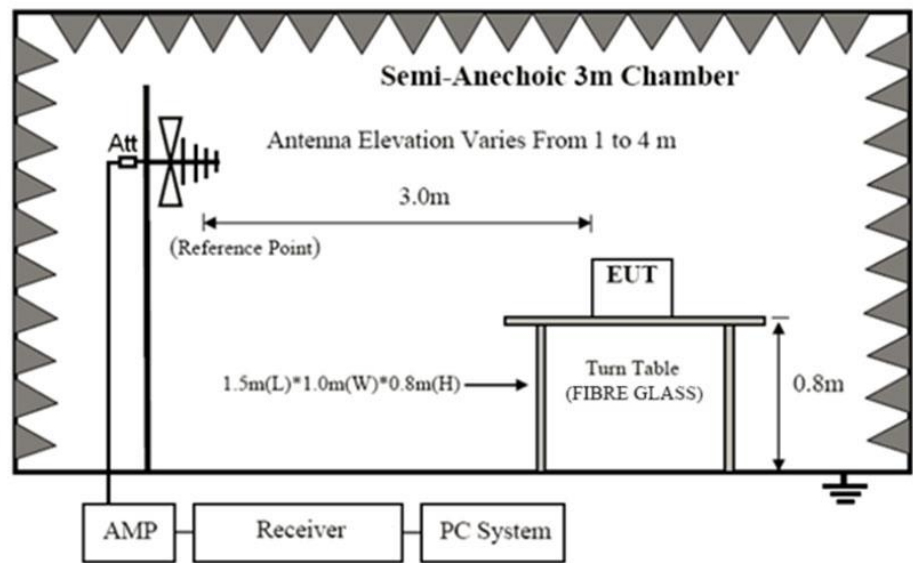 Semi-Anechoic 3m Chamber
Att
Antenna Elevation Varies From 1 to 4 m
3.0m
(Reference Point)
EUT
1.5m(L)*1.0m(W)*0.8m(H)
Turn Table
(FIBRE GLASS)
0.8m
AMP
Receiver
PC System